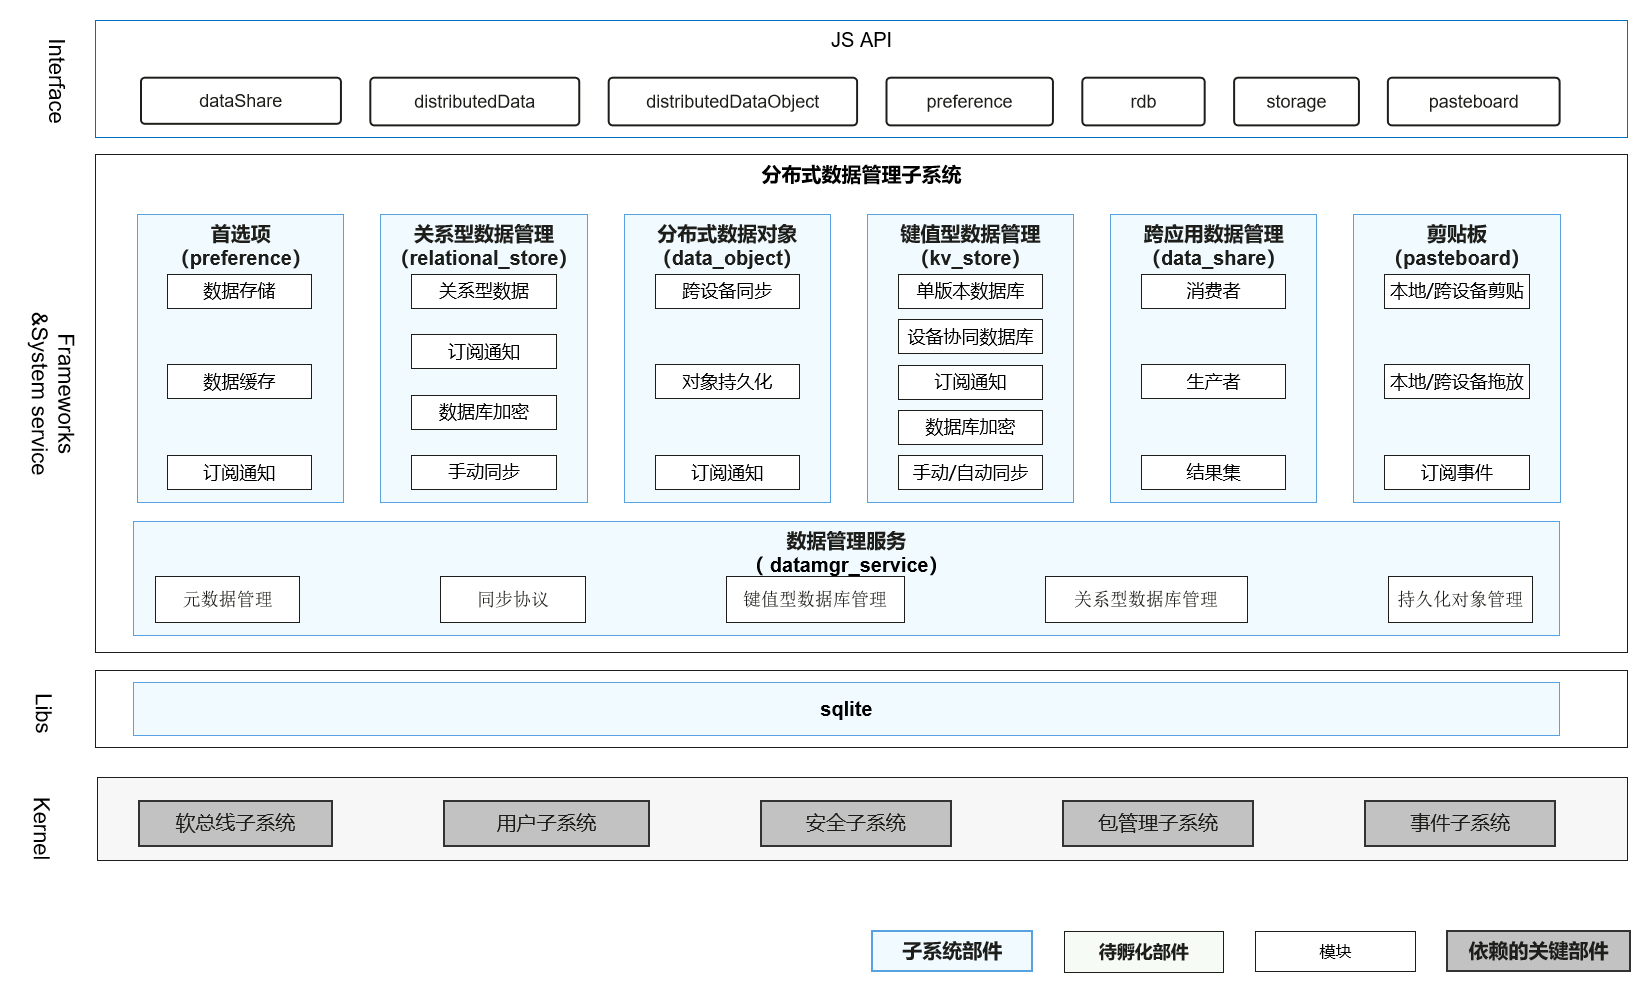 Interface
JS API
dataShare
distributedData
distributedDataObject
preference
rdb
storage
pasteboard
Frameworks
&System service
分布式数据管理子系统
首选项
（preference）
数据存储
数据缓存
订阅通知
关系型数据管理
（relational_store）
关系型数据
订阅通知
数据库加密
手动同步
分布式数据对象
（data_object）
跨设备同步
对象持久化
订阅通知
键值型数据管理
（kv_store）
单版本数据库
设备协同数据库
订阅通知
数据库加密
手动/自动同步
跨应用数据管理
（data_share）
消费者
生产者
结果集
剪贴板
（pasteboard）
本地/跨设备剪贴
本地/跨设备拖放
订阅事件
数据管理服务
（ datamgr_service）
元数据管理
同步协议
键值型数据库管理
关系型数据库管理
持久化对象管理
Libs
sqlite
Kernel
软总线子系统
用户子系统
安全子系统
包管理子系统
事件子系统
子系统部件
待孵化部件
模块
依赖的关键部件